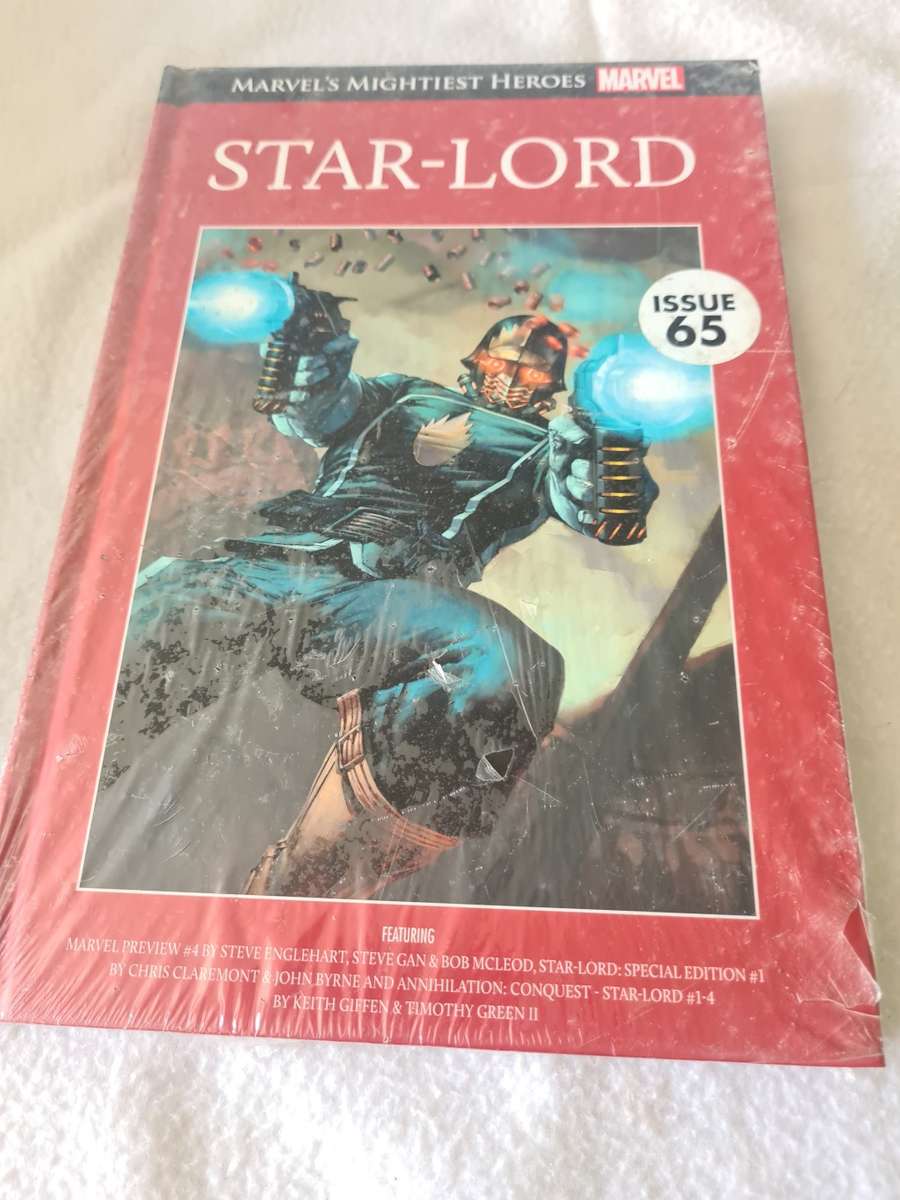 MARVEL'S MIGHTIEST HEROES MARVEL
STAR-LORD
ISSUE
65
FEATURING
MARVEL PREVIEW #4 BY STEVE ENGLEHART, STEVE GAN & BOB MCLEOD, STAR-LORD: SPECIAL EDITION #1
BY CHRIS CLAREMONT & JOHN BYRNE AND ANNIHILATION: CONQUEST - STAR-LORD #1-4
BY KEITH GIFFEN & TIMOTHY GREEN II